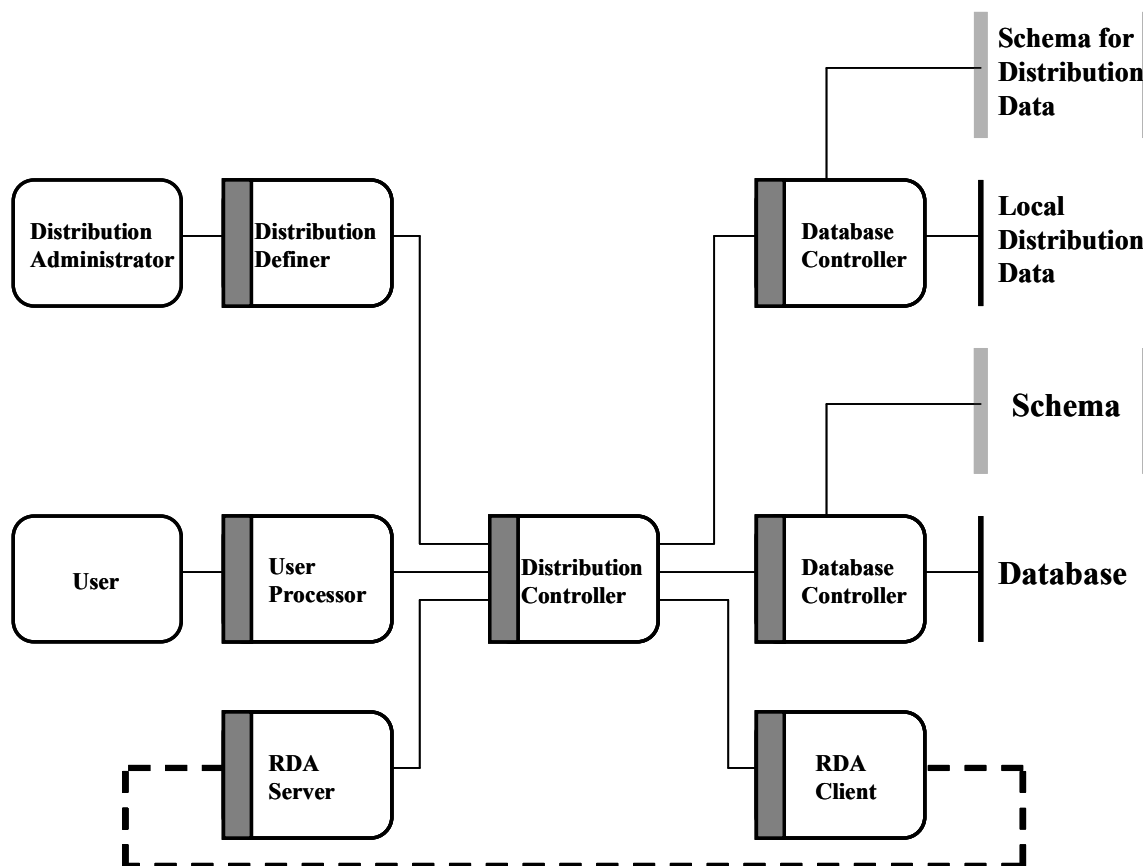 Schema for
Distribution
Data
Distribution
Administrator
Distribution
Definer
Database
Controller
Local
Distribution
Data
Schema
User
User
Processor
Distribution
Controller
Database
Controller
Database
RDA
Server
RDA
Client